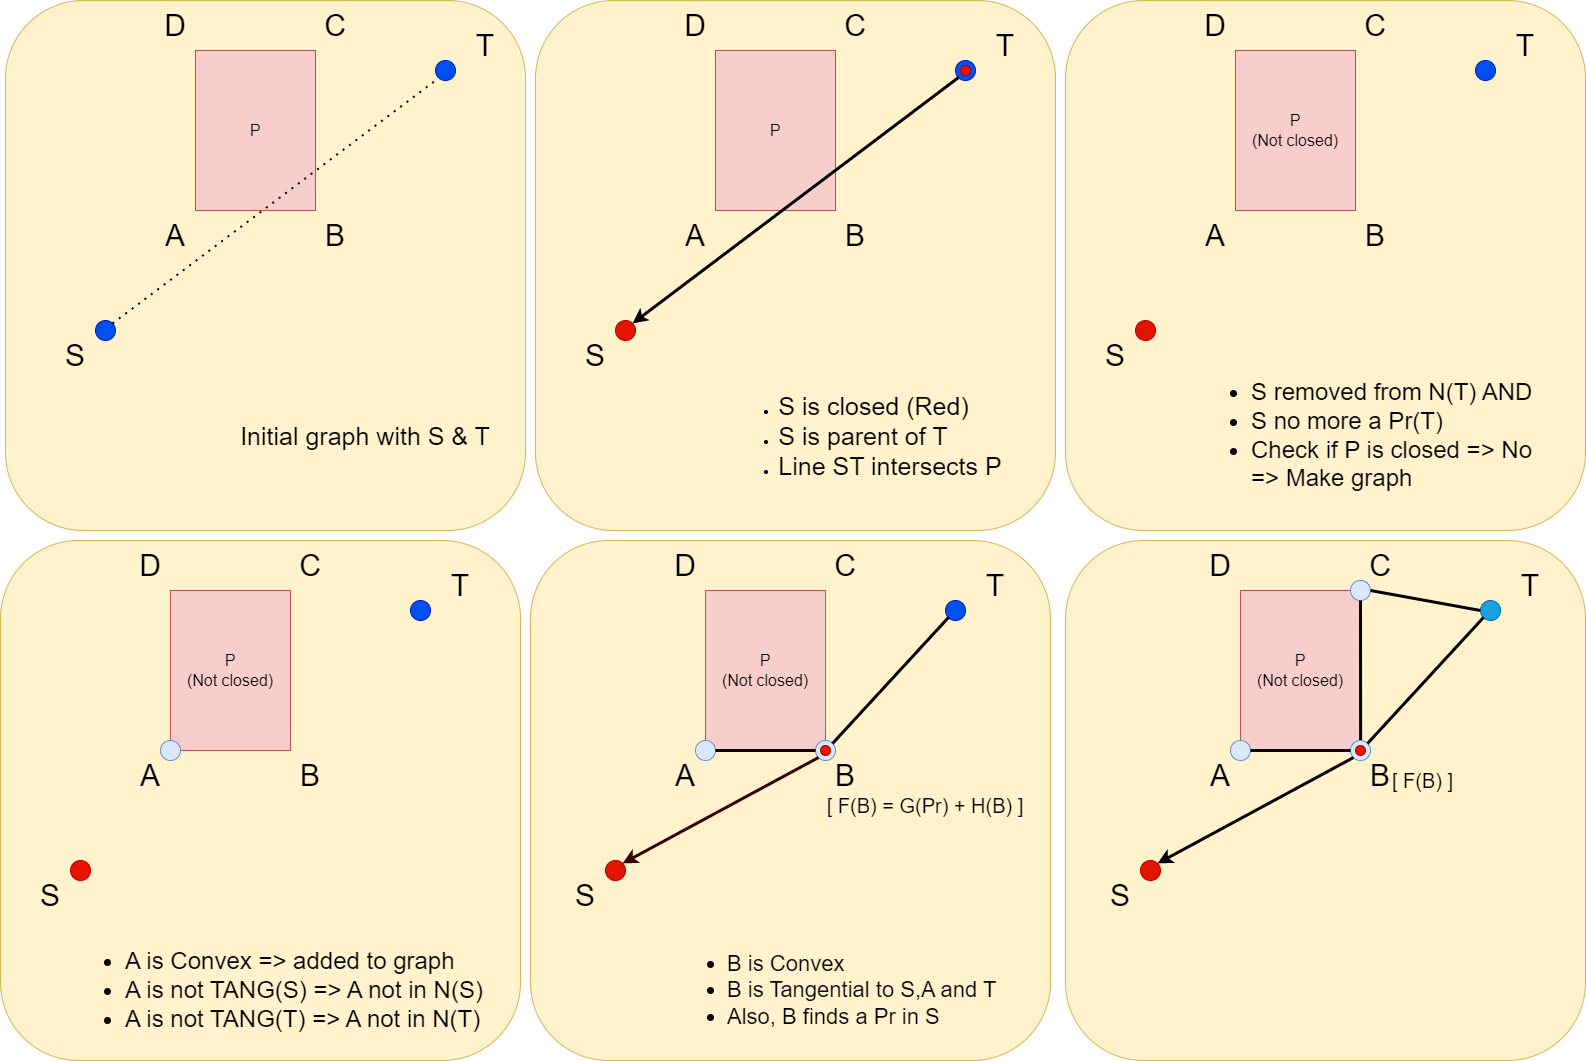 D C
T
P
A B
S
Initial graph with S & T
D C
T
P
A B
S
. S is closed (Red)
. S is parent of T
. Line ST intersects P
D C
T
P
(Not closed)
A B
S
• S removed from N(T) AND
• S no more a Pr(T)
• Check if P is closed => No
=> Make graph
D C
T
P
(Not closed)
A B
S
• A is Convex => added to graph
• A is not TANG(S) => A not in N(S)
• A is not TANG(T) => A not in N(T)
D C
T
P
(Not closed)
A B
[ F(B) = G(Pr) + H(B) ]
S
• B is Convex
• B is Tangential to S,A and T
• Also, B finds a Pr in S
D C
T
P
(Not closed)
A B [ F(B) ]
S